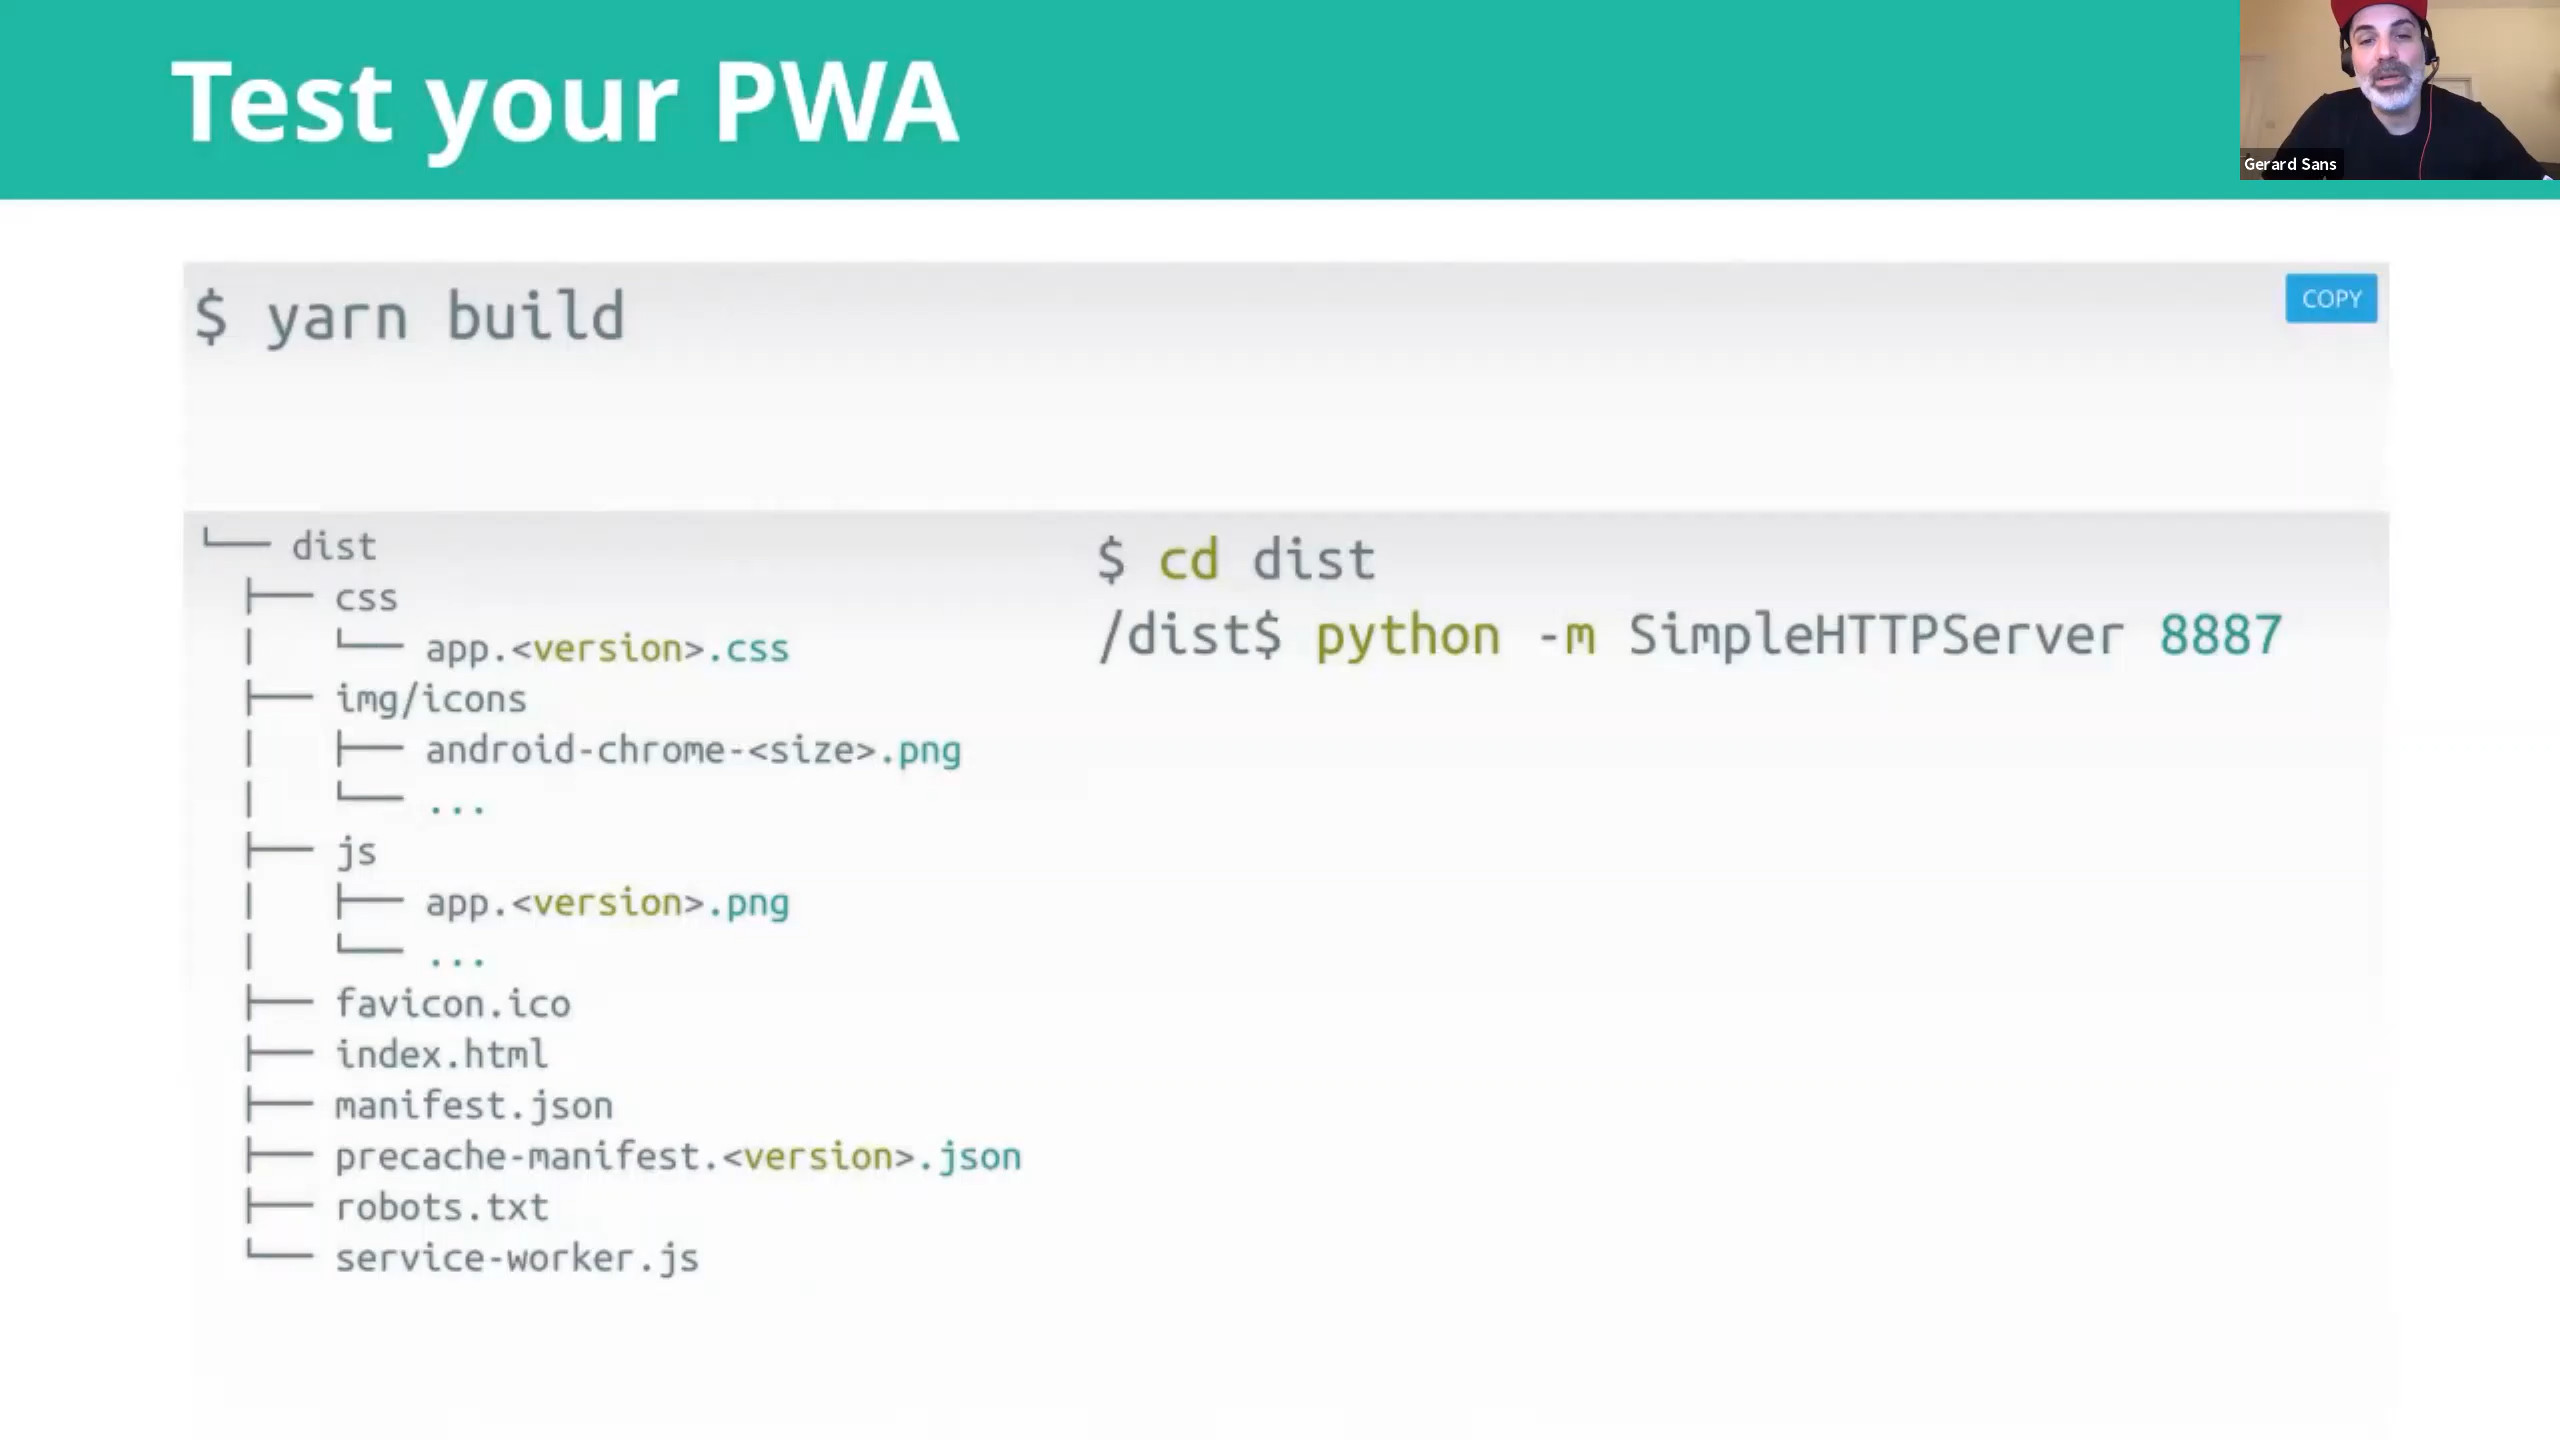 Test your PWA
Gerard Sans
$ yarn build
COPY
└── dist
├── css
│ └── app.<version>.css
├── img/icons
│ ├── android-chrome-<size>.png
│ └── ...
├── js
│ ├── app.<version>.png
│ └── ...
├── favicon.ico
├── index.html
├── manifest.json
├── precache-manifest.<version>.json
├── robots.txt
└── service-worker.js
$ cd dist
/dist$ python -m SimpleHTTPServer 8887